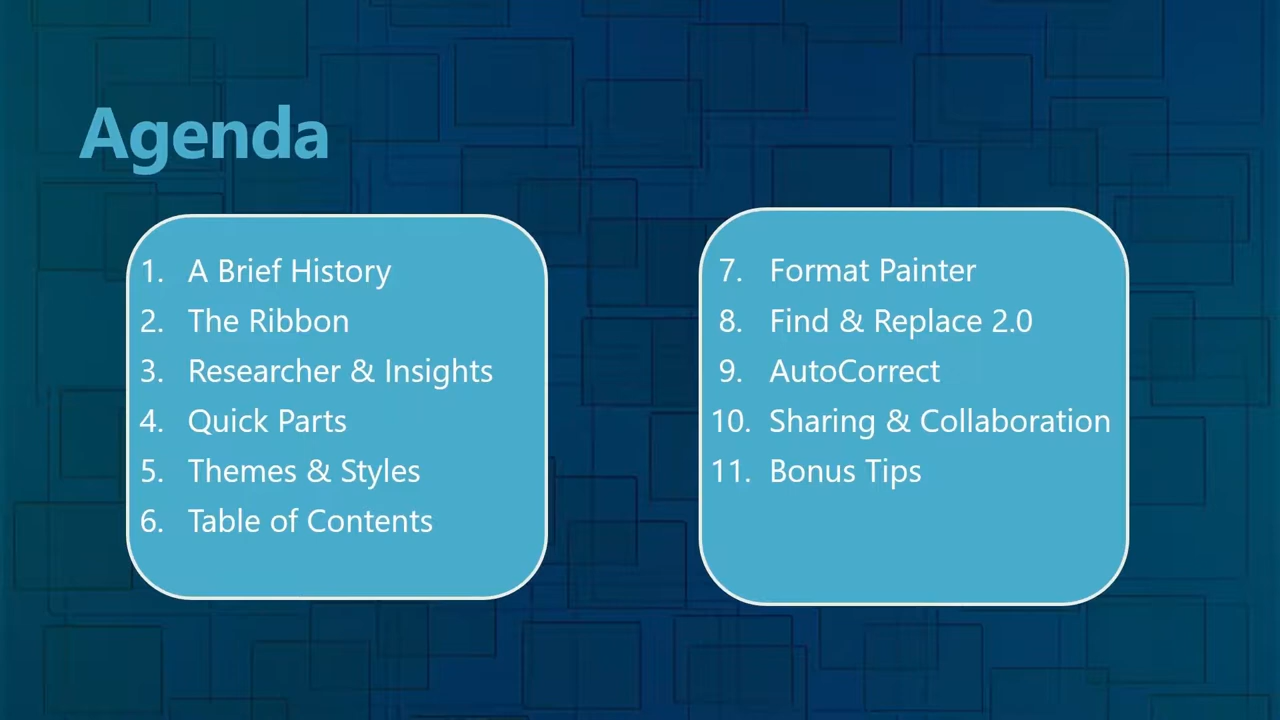 Agenda
1. A Brief History
2. The Ribbon
3. Researcher & Insights
4. Quick Parts
5. Themes & Styles
6. Table of Contents
7. Format Painter
8. Find & Replace 2.0
9. AutoCorrect
10. Sharing & Collaboration
11. Bonus Tips